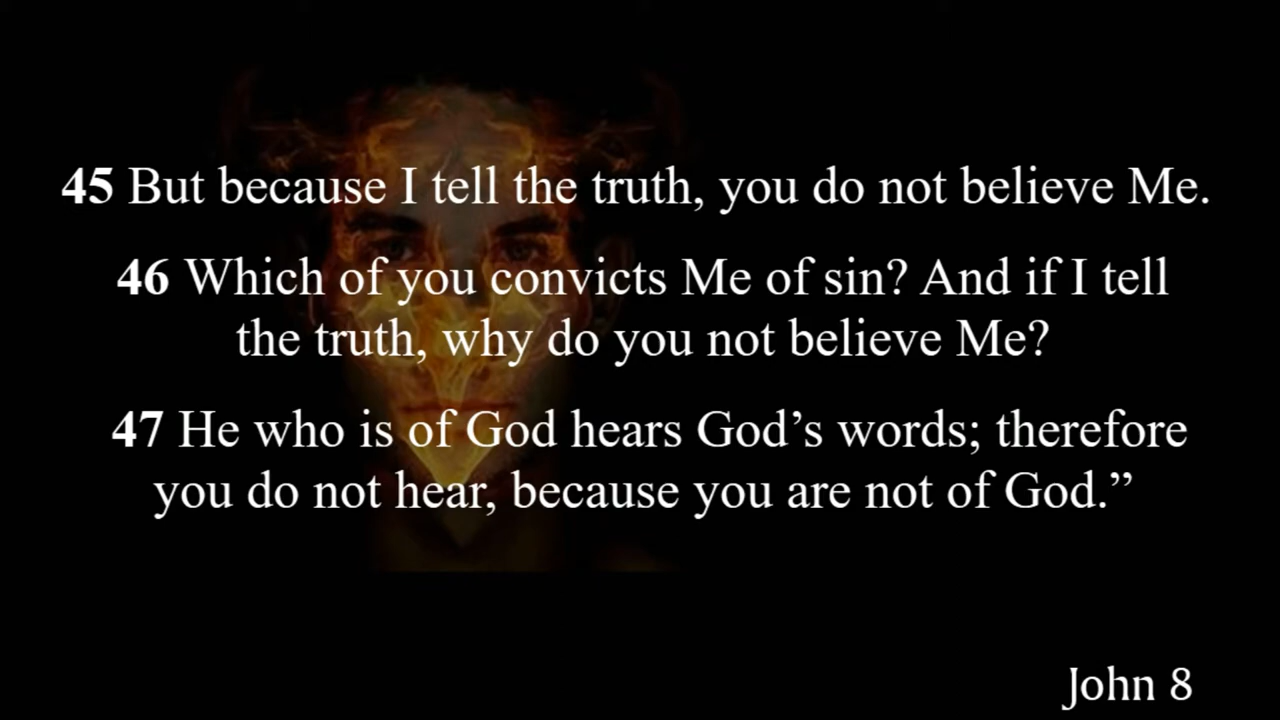 45 But because I tell the truth, you do not believe Me.
46 Which of you convicts Me of sin? And if I tell
the truth, why do you not believe Me?
47 He who is of God hears God’s words; therefore
you do not hear, because you are not of God.”
John 8